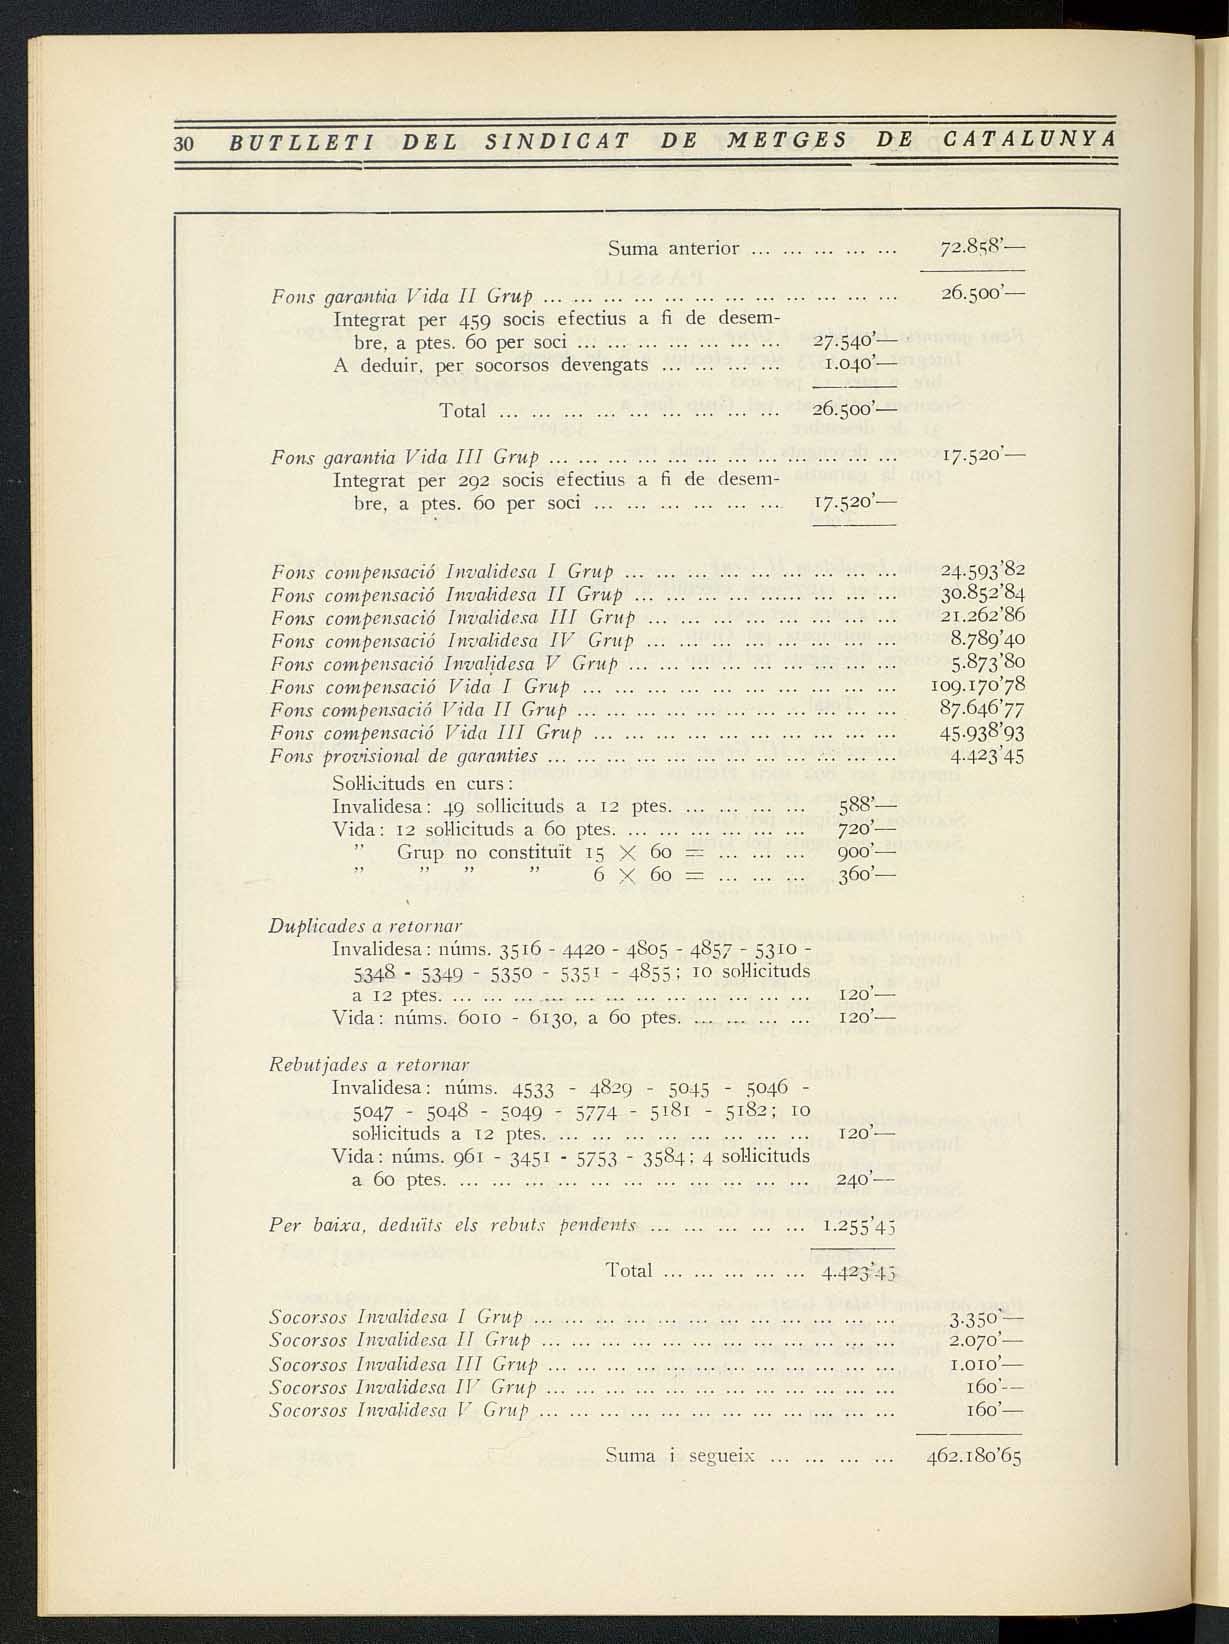 30 BUTLLETI DEL SINDICAT DE METGES DE CATALUNYA
Suma anterior ... ... ... ... ... 72.858’—
Fons garantia Vida II Grup ... ... ... ... ... ... ... ... ... ... ... ... 26.500’—
Integrat per 459 socis efectius a fi de desem-
bre, a ptes. 60 per soci ... ... ... ... ... ... ... 27.540’—
A deduir, per socorsos devengats ... ... ... ... 1.040’—
Total ... ... ... ... ... ... ... ... ... 26.500’—
Fons garantia Vida III Grup ... ... ... ... ... ... ... ... ... ... ... ... 17.520’—
Integrat per 292 socis efectius a fi de desem-
bre, a ptes. 60 per soci ... ... ... ... ... ... 17.520’—
Fons compensació Invalidesa I Grup ... ... ... ... ... ... ... ... ... 24.593’82
Fons compensació Invalidesa II Grup ... ... ... ... ... ... ... ... ... 30.852’84
Fons compensació Invalidesa III Grup ... ... ... ... ... ... ... ... 21.262’86
Fons compensació Invalidesa IV Grup ... ... ... ... ... ... ... ... 8.789’40
Fons compensació Invalidesa V Grup ... ... ... ... ... ... ... ... ... 5.873’80
Fons compensació Vida I Grup ... ... ... ... ... ... ... ... ... ... 109.170’78
Fons compensació Vida II Grup ... ... ... ... ... ... ... ... ... ... ... 87.646’77
Fons compensació Vida III Grup ... ... ... ... ... ... ... ... ... ... 45.938’93
Fons provisional de garanties ... ... ... ... ... ... ... ... ... ... ... ... 4.423’45
Sol·licituds en curs:
Invalidesa: 49 sollicituds a 12 ptes. ... ... ... ... 588’—
Vida: 12 sol·licituds a 60 ptes. ... ... ... ... ... ... 720’—
” Grup no constituït 15 × 60 = ... ... ... 900’—
” ” ” ” 6 × 60 = ... ... ... 360’—
Duplicades a retornar
Invalidesa: núms. 3516 - 4420 - 4805 - 4857 - 5310 -
5348 - 5349 - 5350 - 5351 - 4855; 10 sol·licituds
a 12 ptes. ... ... ... ... ... ... ... ... ... ... ... ... 120’—
Vida: núms. 6010 - 6130, a 60 ptes. ... ... ... ... 120’—
Rebutjades a retornar
Invalidesa: núms. 4533 - 4829 - 5045 - 5046 -
5047 - 5048 - 5049 - 5774 - 5181 - 5182; 10
sol·licituds a 12 ptes. ... ... ... ... ... ... ... ... 120’—
Vida: núms. 961 - 3451 - 5753 - 3584; 4 sol·licituds
a 60 ptes. ... ... ... ... ... ... ... ... ... ... ... 240’—
Per baixa, deduïts els rebuts pendents ... ... ... ... ... 1.255’45
Total ... ... ... ... ... 4.423’45
Socorsos Invalidesa I Grup ... ... ... ... ... ... ... ... ... ... ... ... 3.350’—
Socorsos Invalidesa II Grup ... ... ... ... ... ... ... ... ... ... ... ... 2.070’—
Socorsos Invalidesa III Grup ... ... ... ... ... ... ... ... ... ... ... ... 1.010’—
Socorsos Invalidesa IV Grup ... ... ... ... ... ... ... ... ... ... ... ... 160’—
Socorsos Invalidesa V Grup ... ... ... ... ... ... ... ... ... ... ... ... 160’—
Suma i segueix ... ... ... ... 462.180’65